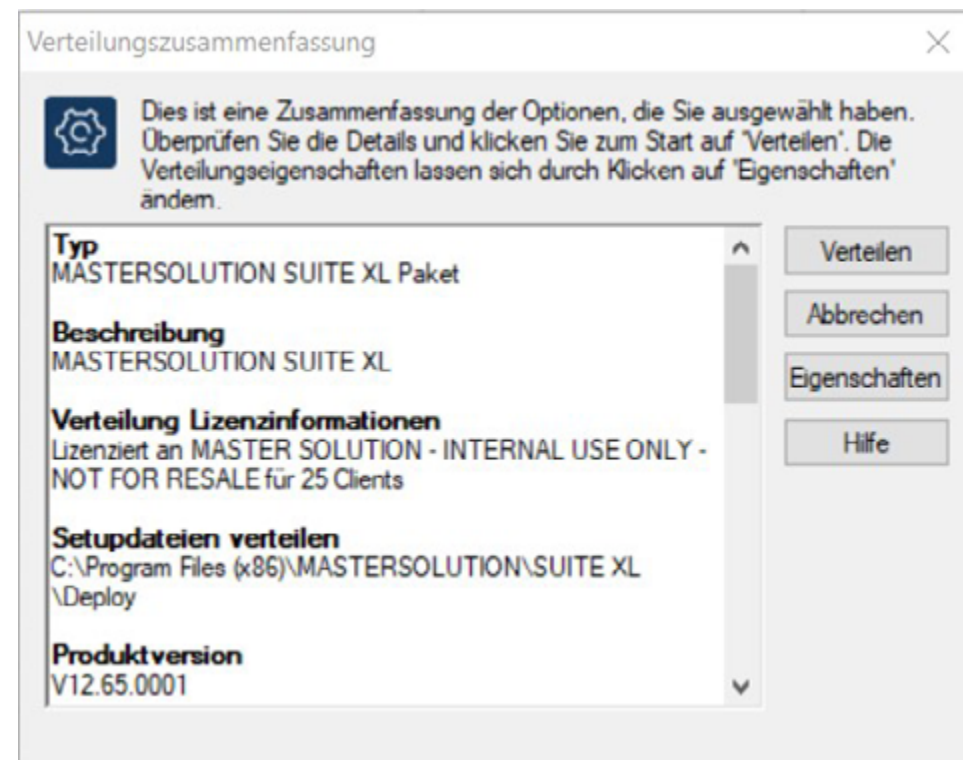 Verteilungszusammenfassung
Dies ist eine Zusammenfassung der Optionen, die Sie ausgewählt haben.
Überprüfen Sie die Details und klicken Sie zum Start auf 'Verteilen'. Die
Verteilungseigenschaften lassen sich durch Klicken auf 'Eigenschaften'
ändern.
Typ
MASTERSOLUTION SUITE XL Paket
Beschreibung
MASTERSOLUTION SUITE XL
Verteilung Lizenzinformationen
Lizenziert an MASTER SOLUTION - INTERNAL USE ONLY -
NOT FOR RESALE für 25 Clients
Setupdateien verteilen
C:\Program Files (x86)\MASTERSOLUTION\SUITE XL
\Deploy
Produktversion
V12.65.0001
Verteilen
Abbrechen
Eigenschaften
Hilfe